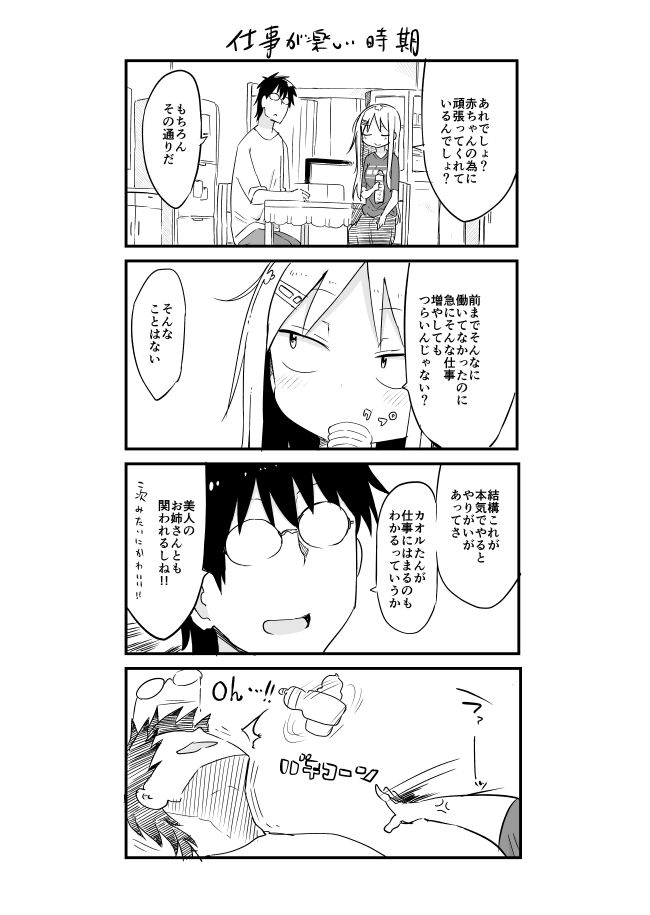 仕事が楽しい時期
あれでしょ?
赤ちゃんの為に
頑張ってくれて
いるんでしょ?
もちろん
その通りだ
前までそんなに
働いてなかったのに
急にそんな仕事
増やしても
つらいんじゃない?
クマ。
そんな
ことはない
結構これが
本気でやると
やりがいが
あってさ
カオルたんが
仕事にはまるのも
わかるっていうか
美人の
お姉さんとも
関われるしね!!
二次みたいにかわいい!!
っ?
バキコーン
Oh…!!